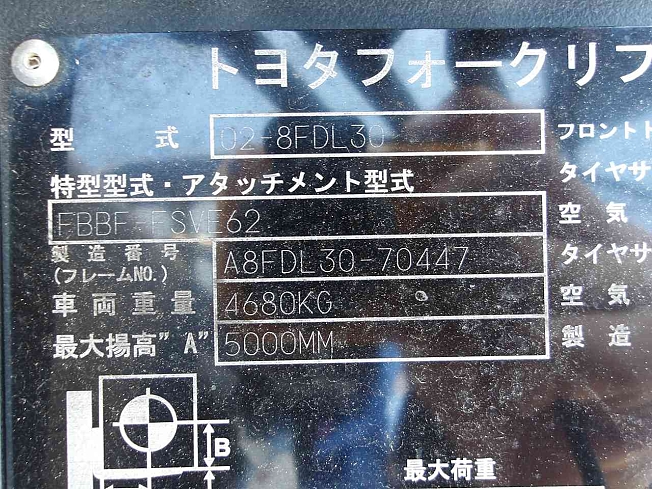 トヨタフォークリフ
型 式 02-8FDL30 フロント
特型型式・アタッチメント型式 タイヤサ
FBBF-FSVE62 空 気
製造番号(フレームNO.) A8FDL30-70447 タイヤサ
車両重量 4680KG 空 気
最大揚高"A" 5000MM 製 造
B
最大荷重